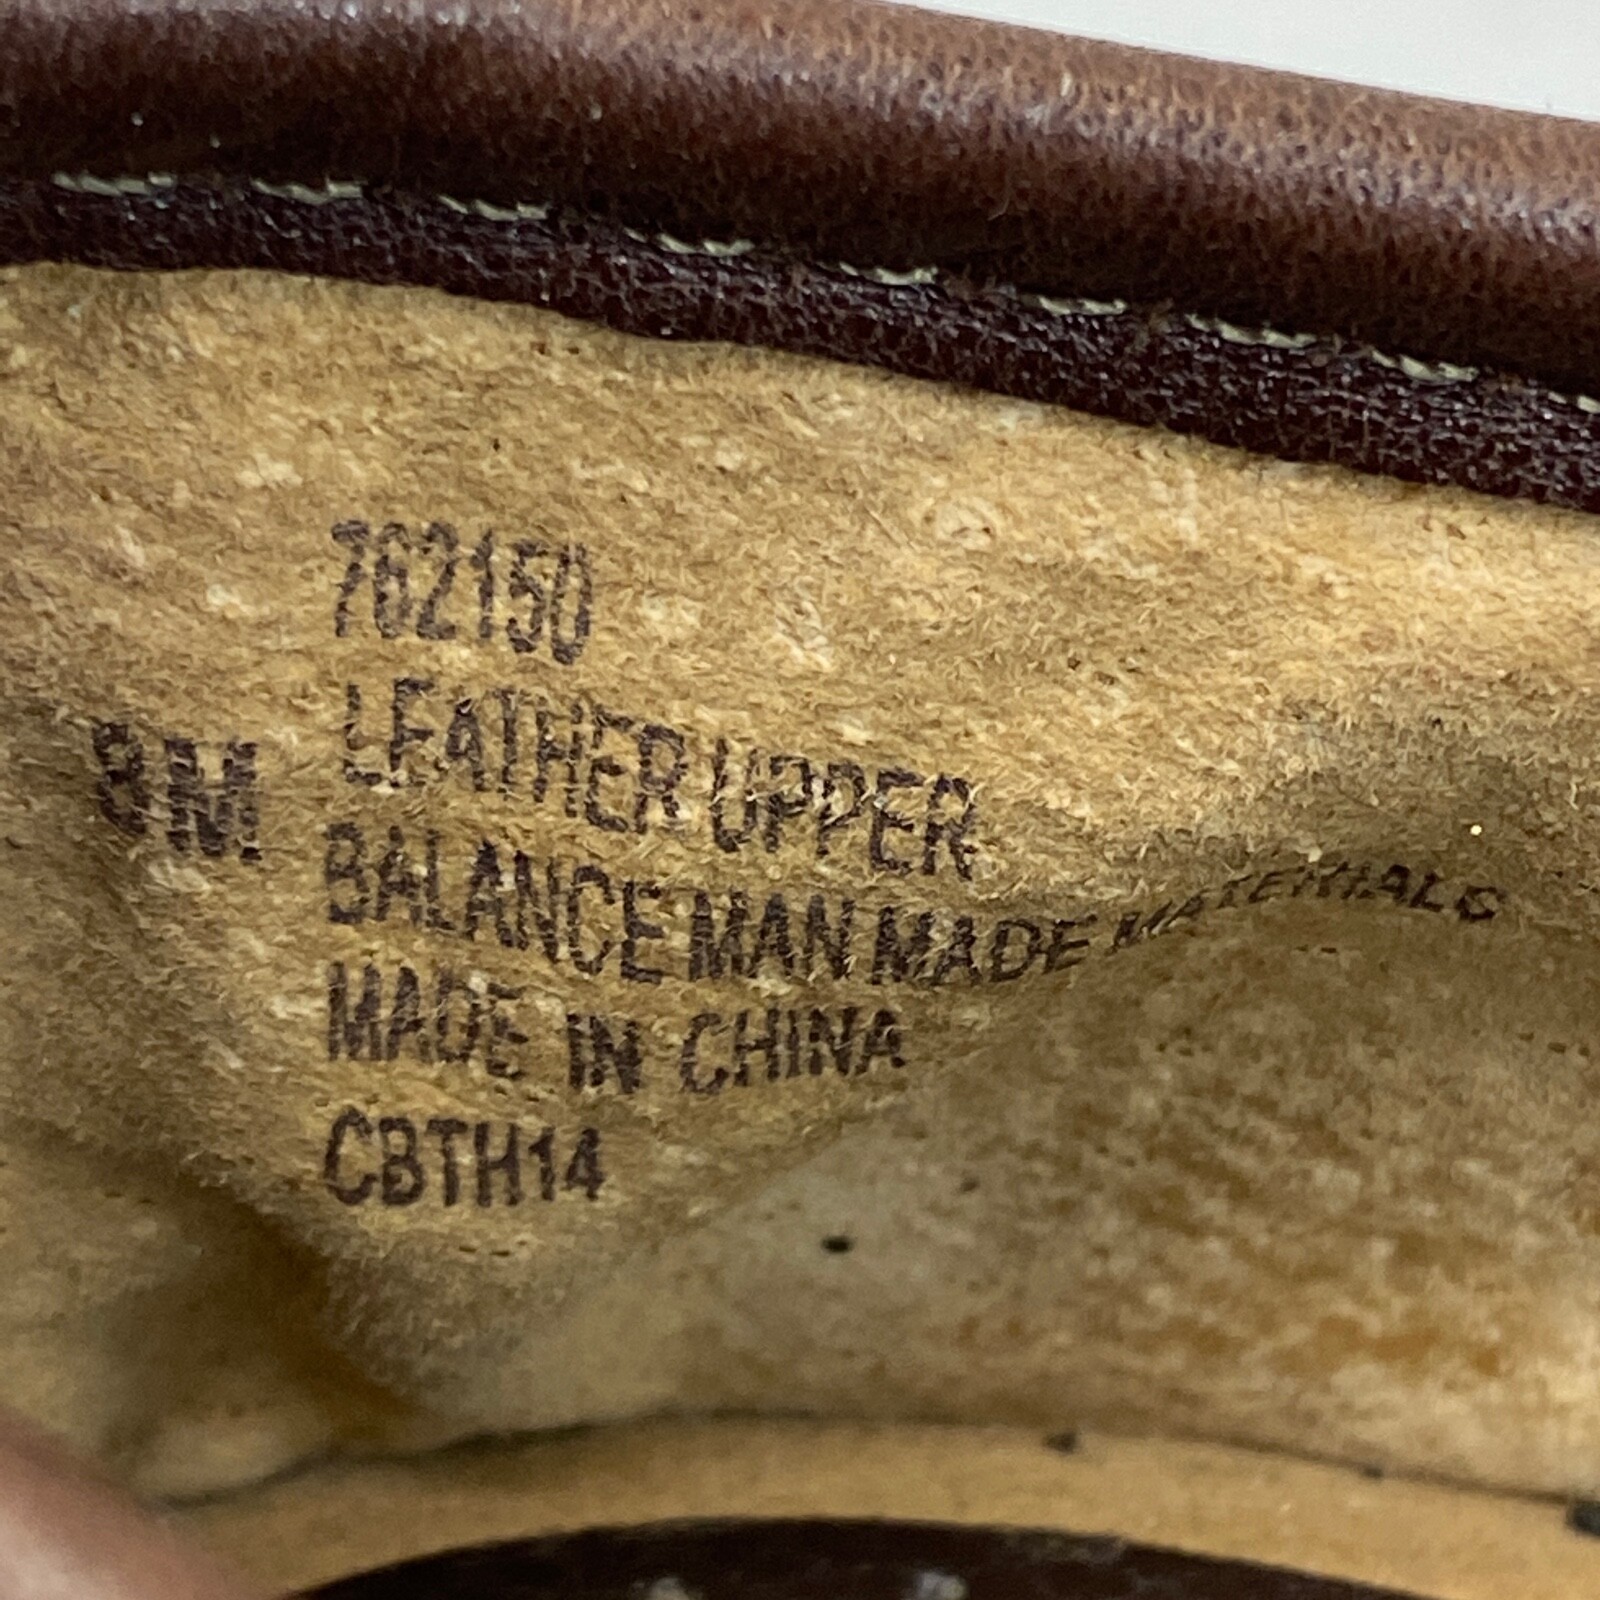 762150
8M LEATHER UPPER
BALANCE MAN MADE MATERIALS
MADE IN CHINA
CBTH14